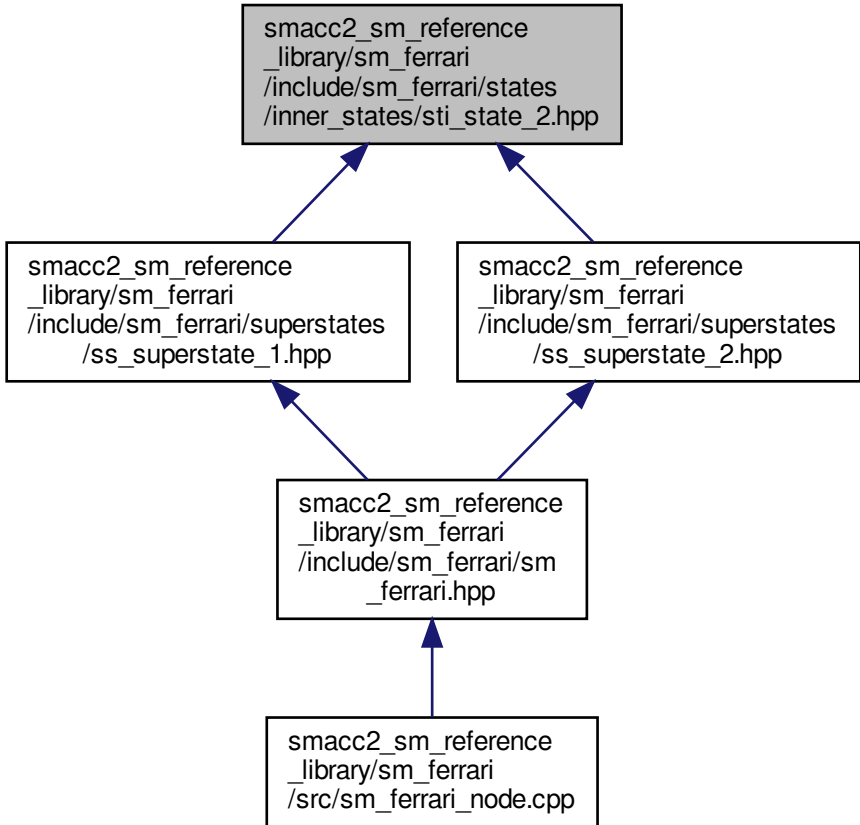 smacc2_sm_reference
_library/sm_ferrari
/include/sm_ferrari/states
/inner_states/sti_state_2.hpp
smacc2_sm_reference
_library/sm_ferrari
/include/sm_ferrari/superstates
/ss_superstate_1.hpp
smacc2_sm_reference
_library/sm_ferrari
/include/sm_ferrari/superstates
/ss_superstate_2.hpp
smacc2_sm_reference
_library/sm_ferrari
/include/sm_ferrari/sm
_ferrari.hpp
smacc2_sm_reference
_library/sm_ferrari
/src/sm_ferrari_node.cpp